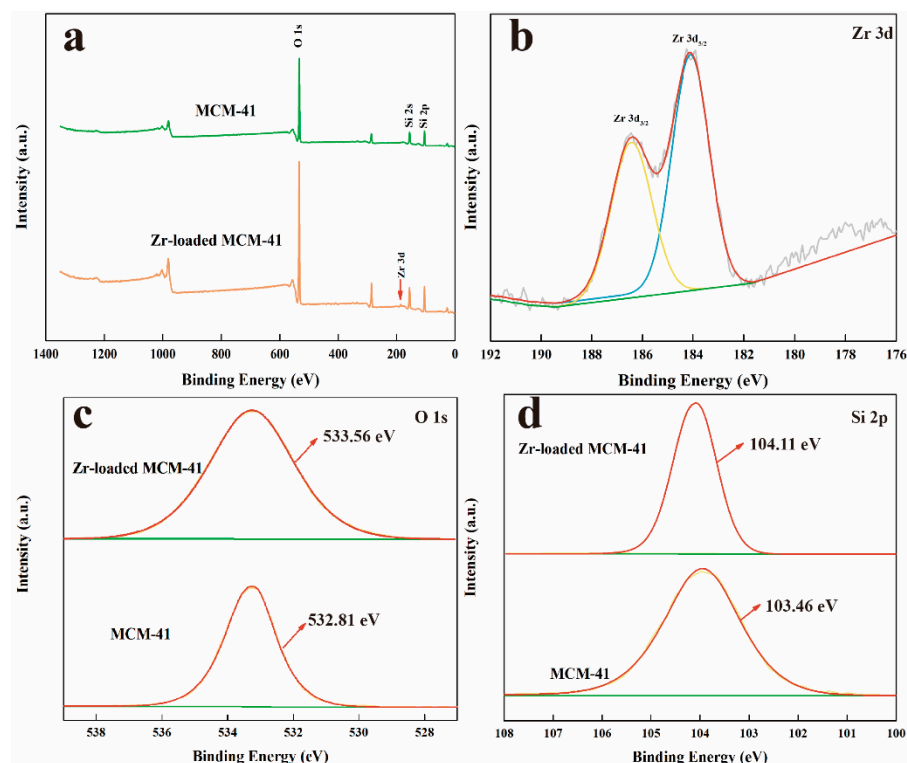 a
O 1s
MCM-41
Si 2s
Si 2p
Zr-loaded MCM-41
Zr 3d
Intensity (a.u.)
1400 1200 1000 800 600 400 200 0
Binding Energy (eV)
b
Zr 3d
Zr 3d3/2
Zr 3d3/2
Intensity (a.u.)
192 190 188 186 184 182 180 178 176
Binding Energy (eV)
c
O 1s
533.56 eV
Zr-loaded MCM-41
532.81 eV
MCM-41
Intensity (a.u.)
538 536 534 532 530 528
Binding Energy (eV)
d
Si 2p
Zr-loaded MCM-41
104.11 eV
103.46 eV
MCM-41
Intensity (a.u.)
108 107 106 105 104 103 102 101 100
Binding Energy (eV)